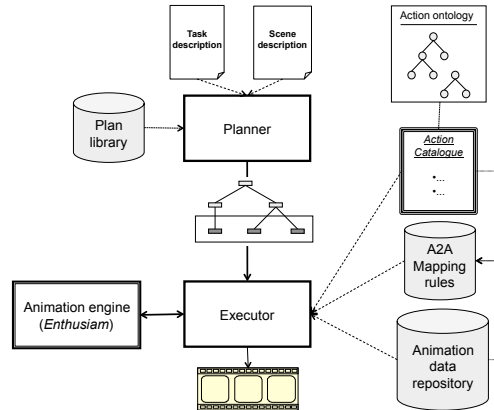 Task
description
Scene
description
Action ontology
Plan
library
Planner
Action
Catalogue
•...
•...
A2A
Mapping
rules
Animation engine
(Enthusiam)
Executor
Animation
data
repository